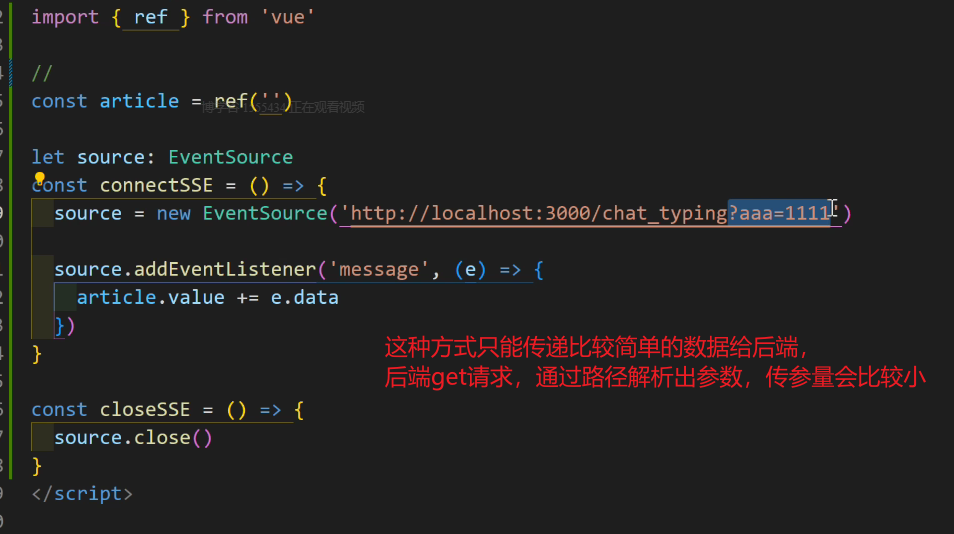 import { ref } from 'vue'
//
const article = ref('')
let source: EventSource
const connectSSE = () => {
source = new EventSource('http://localhost:3000/chat_typing?aaa=1111')
source.addEventListener('message', (e) => {
article.value += e.data
})
}
这种方式只能传递比较简单的数据给后端，
后端get请求，通过路径解析出参数，传参量会比较小
const closeSSE = () => {
source.close()
}
</script>